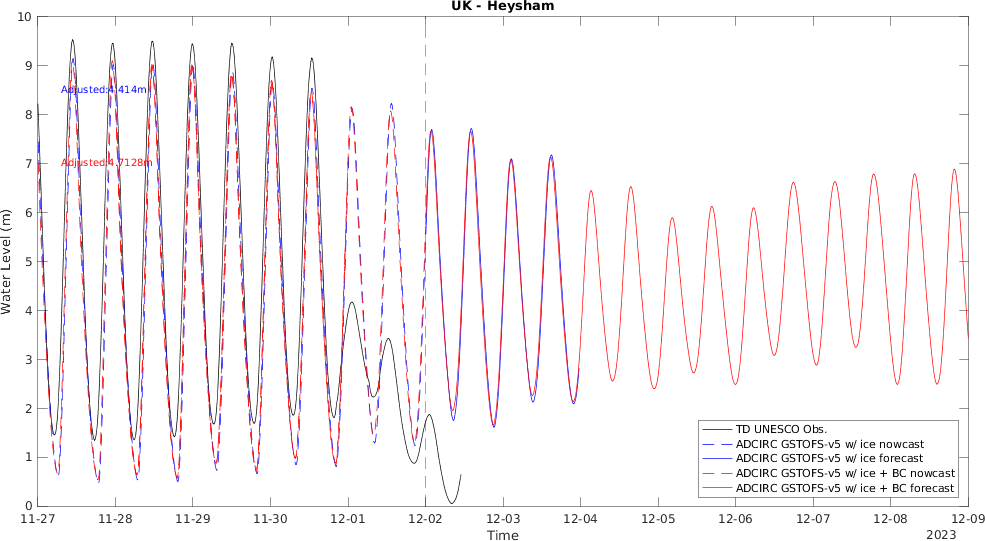 UK - Heysham
Water Level (m)
10
9
8
7
6
5
4
3
2
1
0
Adjusted:4.414m
Adjusted:4.7128m
TD UNESCO Obs.
ADCIRC GSTOFS-v5 w/ ice nowcast
ADCIRC GSTOFS-v5 w/ ice forecast
ADCIRC GSTOFS-v5 w/ ice + BC nowcast
ADCIRC GSTOFS-v5 w/ ice + BC forecast
11-27 11-28 11-29 11-30 12-01 12-02 12-03 12-04 12-05 12-06 12-07 12-08 12-09
Time
2023